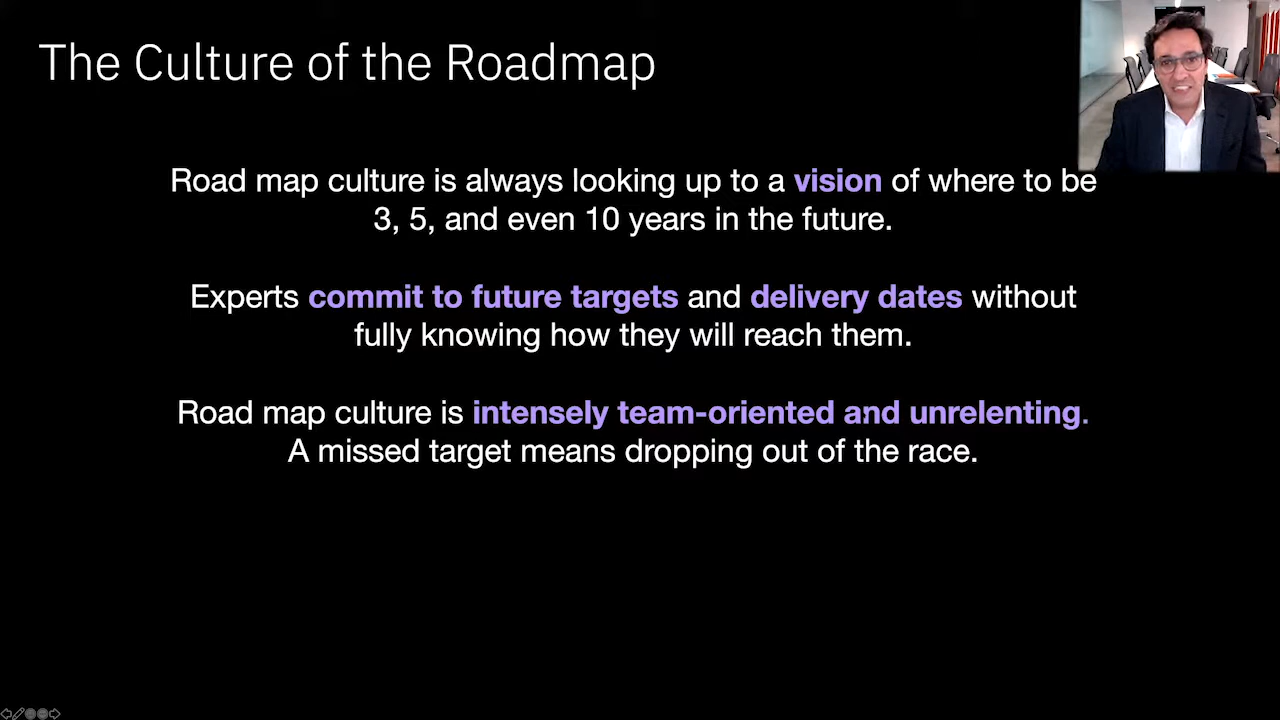 The Culture of the Roadmap
Road map culture is always looking up to a vision of where to be
3, 5, and even 10 years in the future.
Experts commit to future targets and delivery dates without
fully knowing how they will reach them.
Road map culture is intensely team-oriented and unrelenting.
A missed target means dropping out of the race.